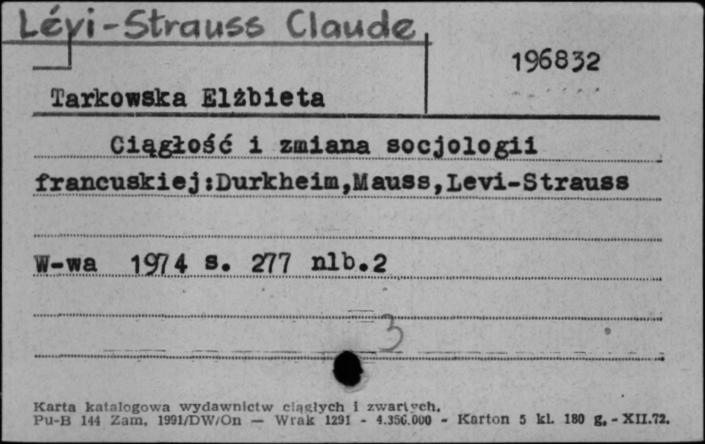 Lévi-Strauss Claude
196832
Tarkowska Elżbieta
Ciągłość i zmiana socjologii
francuskiej:Durkheim,Mauss,Levi-Strauss
W-wa 1974 s. 277 nlb.2
3
Karta katalogowa wydawnictw ciągłych i zwartych.
Pu-B 144 Zam. 1991/DW/On — Wrak 1291 - 4.356.000 - Karton 5 kl. 180 g. - XII.72.